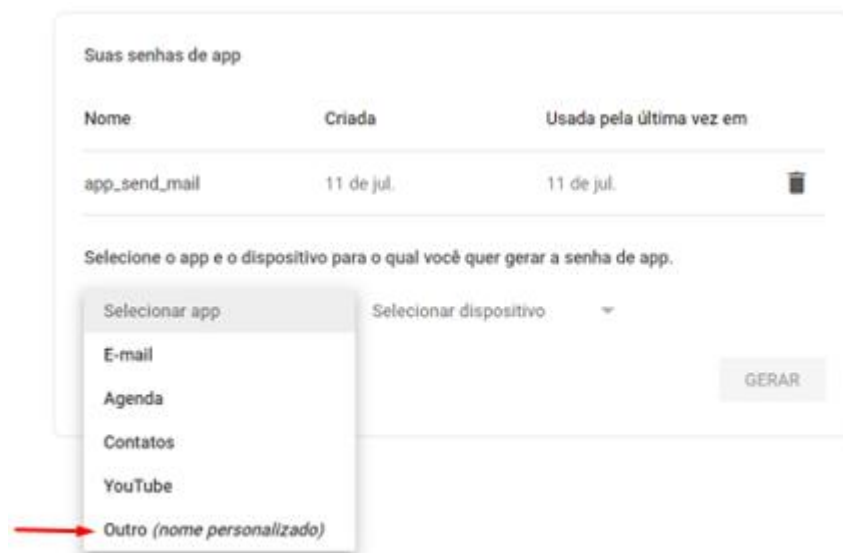 Suas senhas de app
Nome Criada Usada pela última vez em
app_send_mail 11 de jul. 11 de jul.
Selecione o app e o dispositivo para o qual você quer gerar a senha de app.
Selecionar app Selecionar dispositivo
E-mail
Agenda
GERAR
Contatos
YouTube
Outro (nome personalizado)